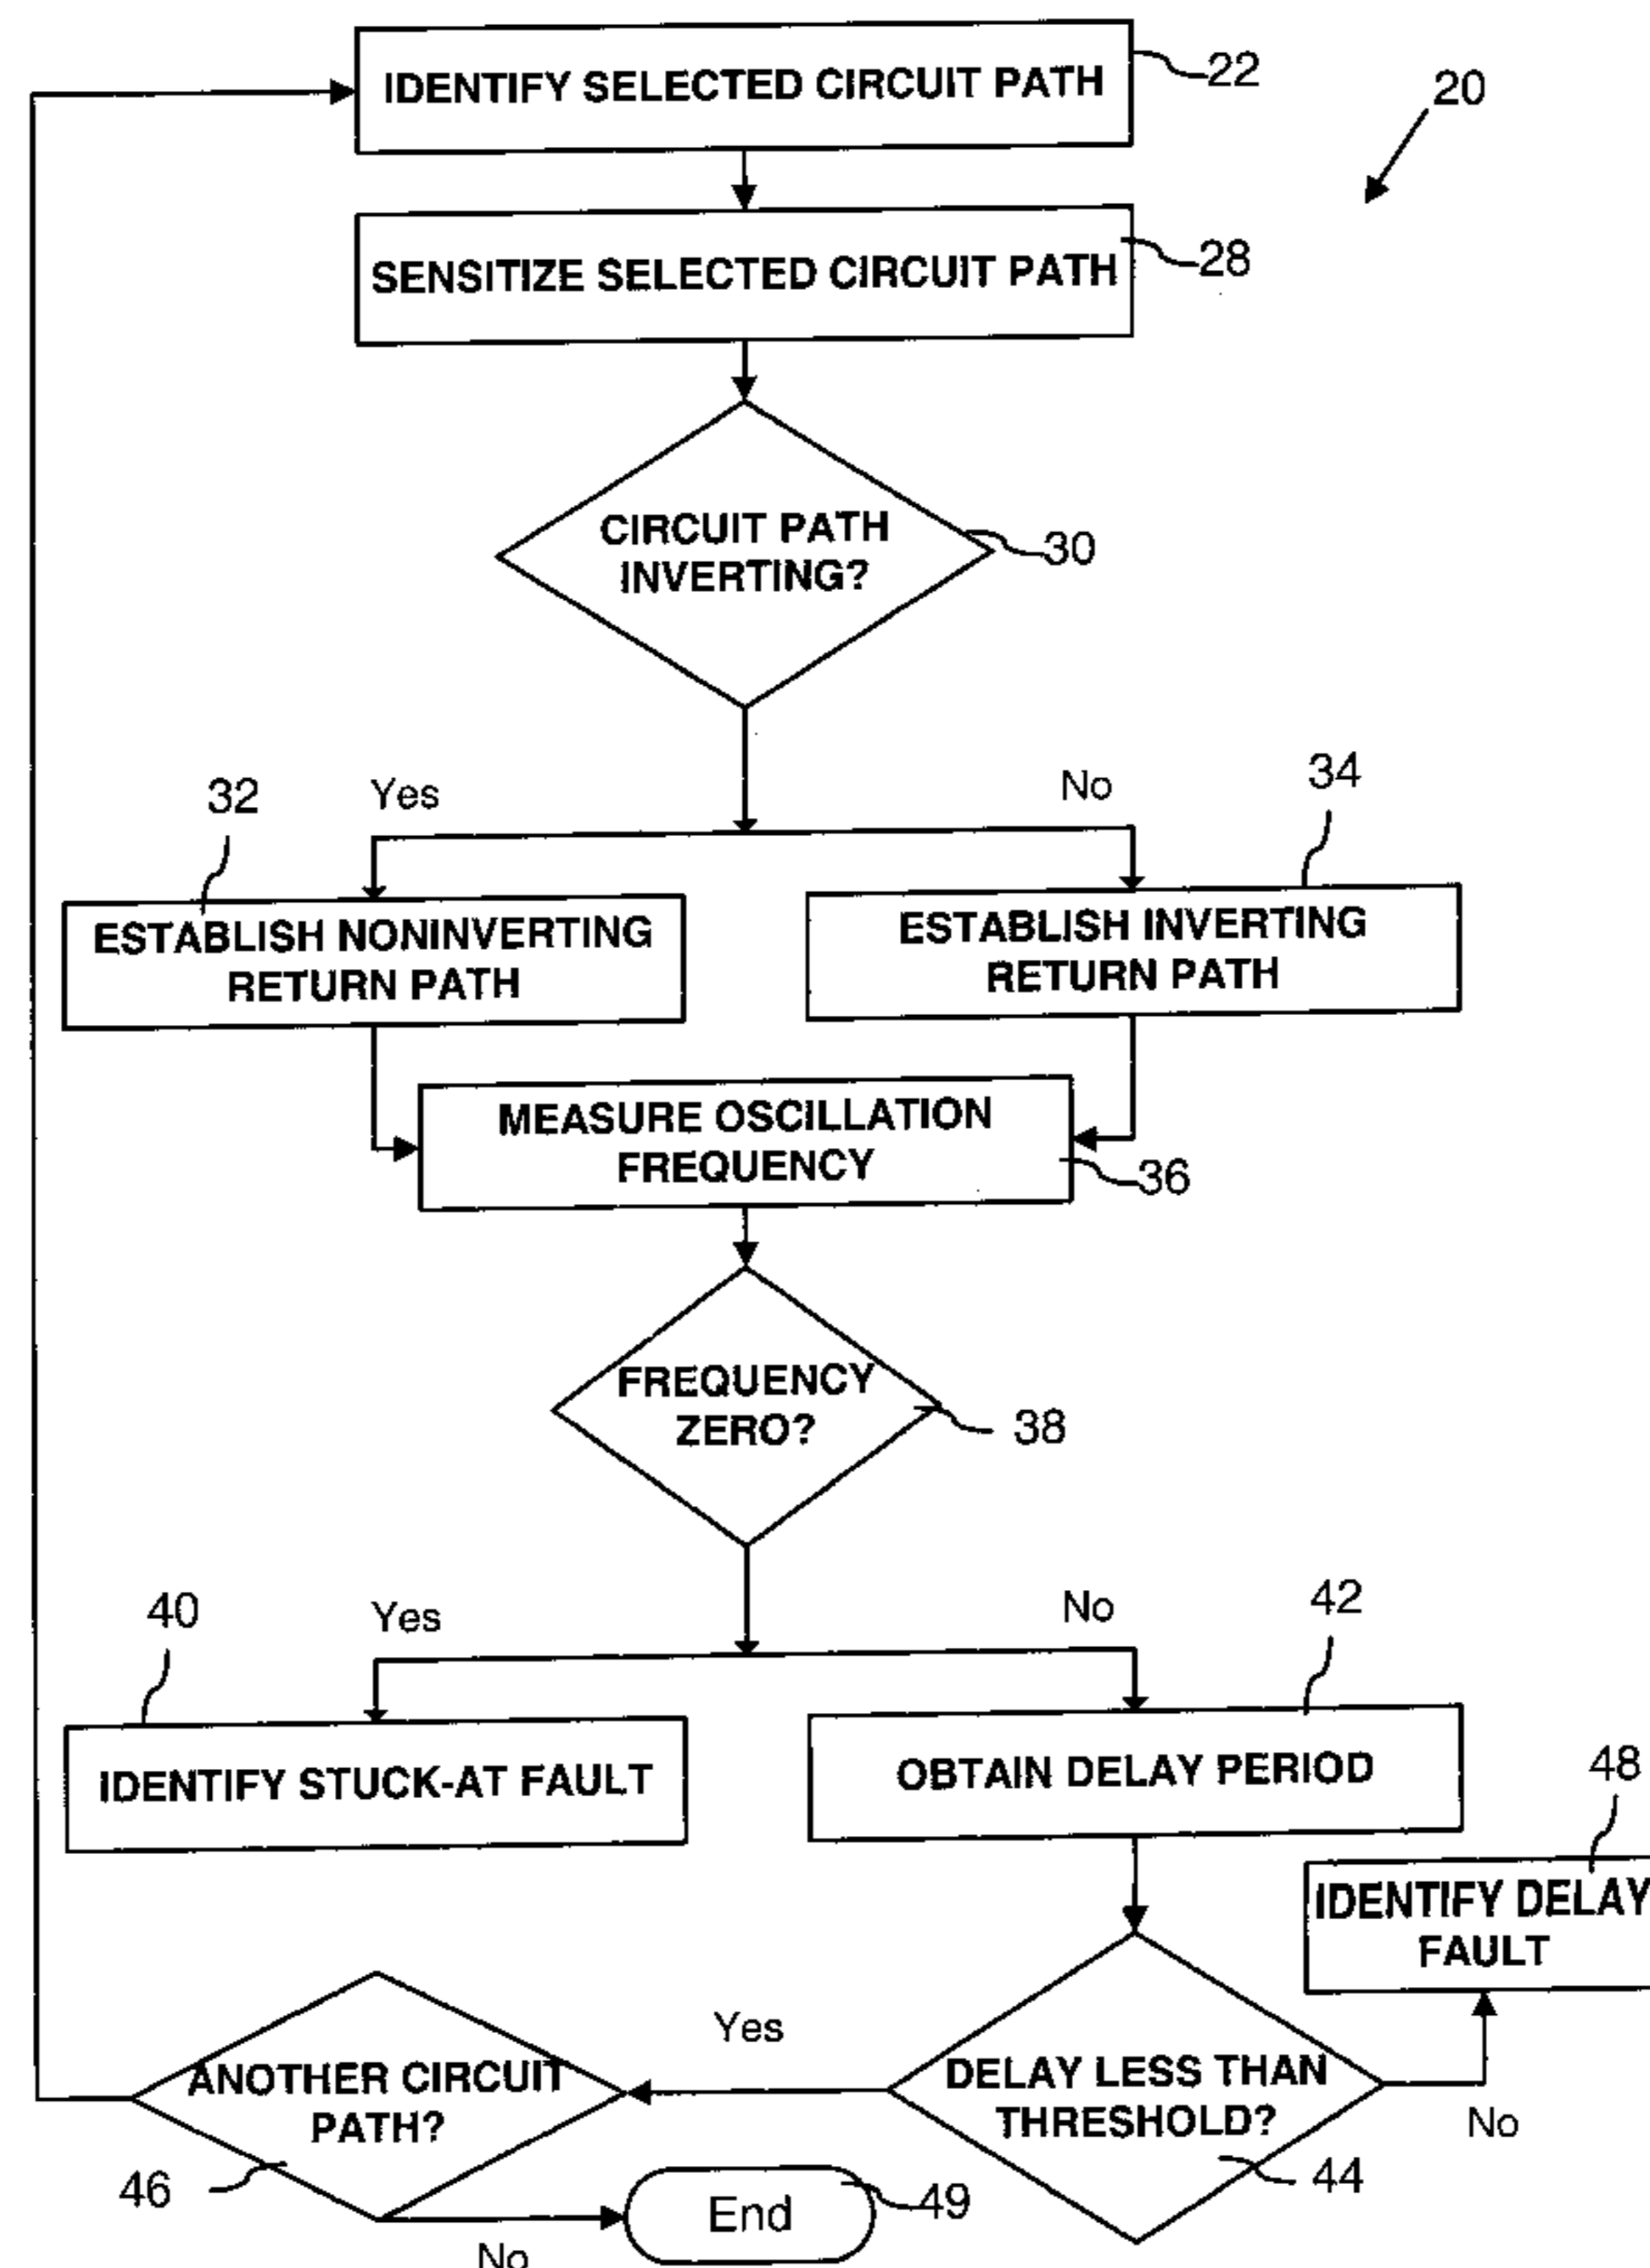 IDENTIFY SELECTED CIRCUIT PATH
22
20
SENSITIZE SELECTED CIRCUIT PATH
28
CIRCUIT PATH
INVERTING?
30
32
Yes
No
34
ESTABLISH NONINVERTING
RETURN PATH
ESTABLISH INVERTING
RETURN PATH
MEASURE OSCILLATION
FREQUENCY
36
FREQUENCY
ZERO?
38
40
Yes
No
42
IDENTIFY STUCK-AT FAULT
OBTAIN DELAY PERIOD
48
IDENTIFY DELAY
FAULT
Yes
ANOTHER CIRCUIT
PATH?
DELAY LESS THAN
THRESHOLD?
No
46
44
End
49
No